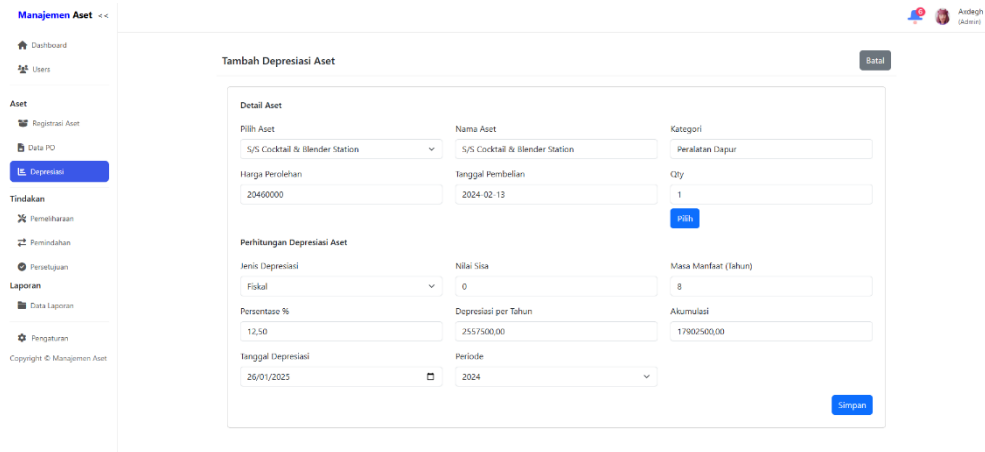 Manajemen Aset <<
6
Axdegh
(Admin)
Dashboard
Users
Aset
Registrasi Aset
Data PO
Depresiasi
Tindakan
Pemeliharaan
Pemindahan
Persetujuan
Laporan
Data Laporan
Pengaturan
Copyright © Manajemen Aset
Tambah Depresiasi Aset
Batal
Detail Aset
Pilih Aset
Nama Aset
Kategori
S/S Cocktail & Blender Station
S/S Cocktail & Blender Station
Peralatan Dapur
Harga Perolehan
Tanggal Pembelian
Qty
20460000
2024-02-13
1
Pilih
Perhitungan Depresiasi Aset
Jenis Depresiasi
Nilai Sisa
Masa Manfaat (Tahun)
Fiskal
0
8
Persentase %
Depresiasi per Tahun
Akumulasi
12,50
2557500,00
17902500,00
Tanggal Depresiasi
Periode
26/01/2025
2024
Simpan